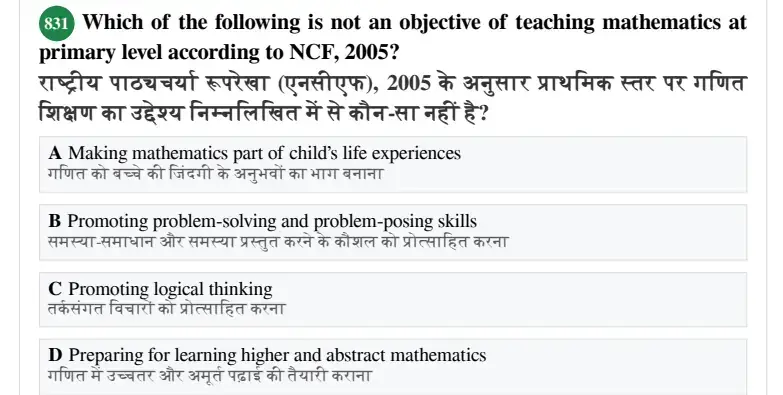 831 Which of the following is not an objective of teaching mathematics at
primary level according to NCF, 2005?
राष्ट्रीय पाठ्यचर्या रूपरेखा (एनसीएफ), 2005 के अनुसार प्राथमिक स्तर पर गणित
शिक्षण का उद्देश्य निम्नलिखित में से कौन-सा नहीं है?
A Making mathematics part of child’s life experiences
गणित को बच्चे की जिंदगी के अनुभवों का भाग बनाना
B Promoting problem-solving and problem-posing skills
समस्या-समाधान और समस्या प्रस्तुत करने के कौशल को प्रोत्साहित करना
C Promoting logical thinking
तर्कसंगत विचारों को प्रोत्साहित करना
D Preparing for learning higher and abstract mathematics
गणित में उच्चतर और अमूर्त पढ़ाई की तैयारी कराना